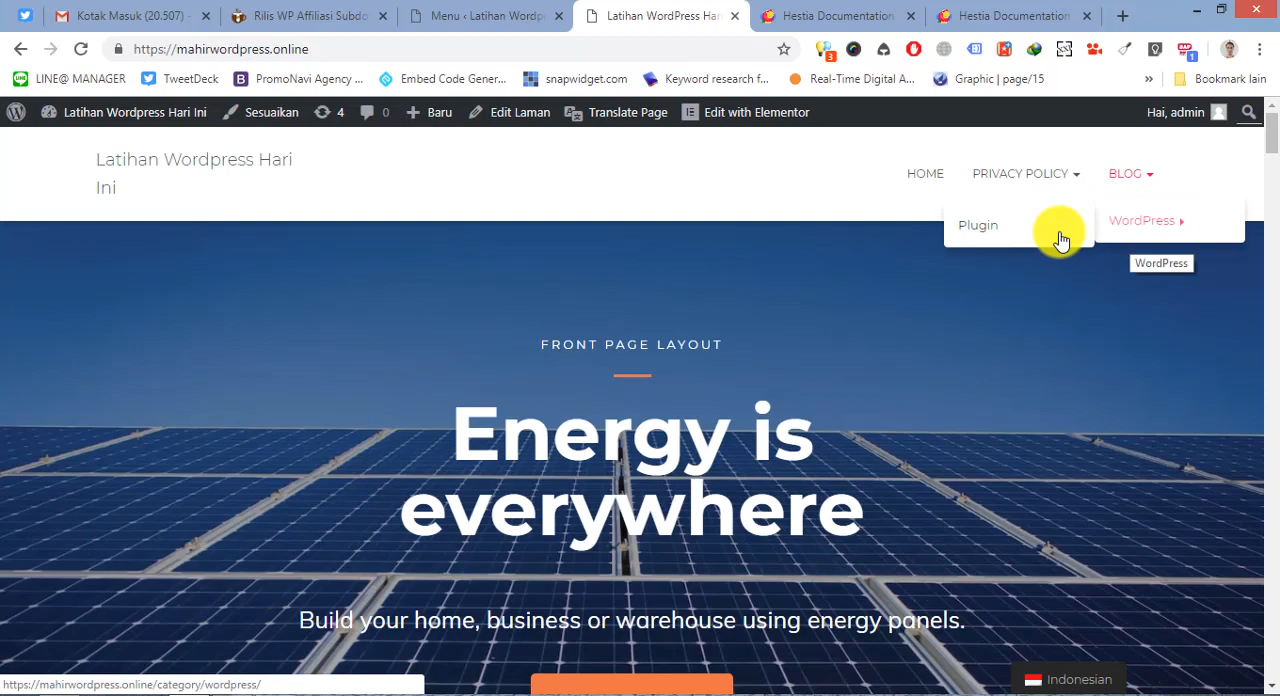 Kotak Masuk (20.507) -
Rilis WP Affiliasi Subdo
Menu ‹ Latihan Wordp
Latihan WordPress Har
Hestia Documentation
Hestia Documentation
https://mahirwordpress.online
LINE@ MANAGER
TweetDeck
PromoNavi Agency ...
Embed Code Gener...
snapwidget.com
Keyword research f...
Real-Time Digital A...
Graphic | page/15
»
Bookmark lain
Latihan Wordpress Hari Ini
Sesuaikan
4
0
Baru
Edit Laman
Translate Page
Edit with Elementor
Hai, admin
Latihan Wordpress Hari
Ini
HOME
PRIVACY POLICY
BLOG
Plugin
WordPress
WordPress
FRONT PAGE LAYOUT
Energy is
everywhere
Build your home, business or warehouse using energy panels.
https://mahirwordpress.online/category/wordpress/
Indonesian